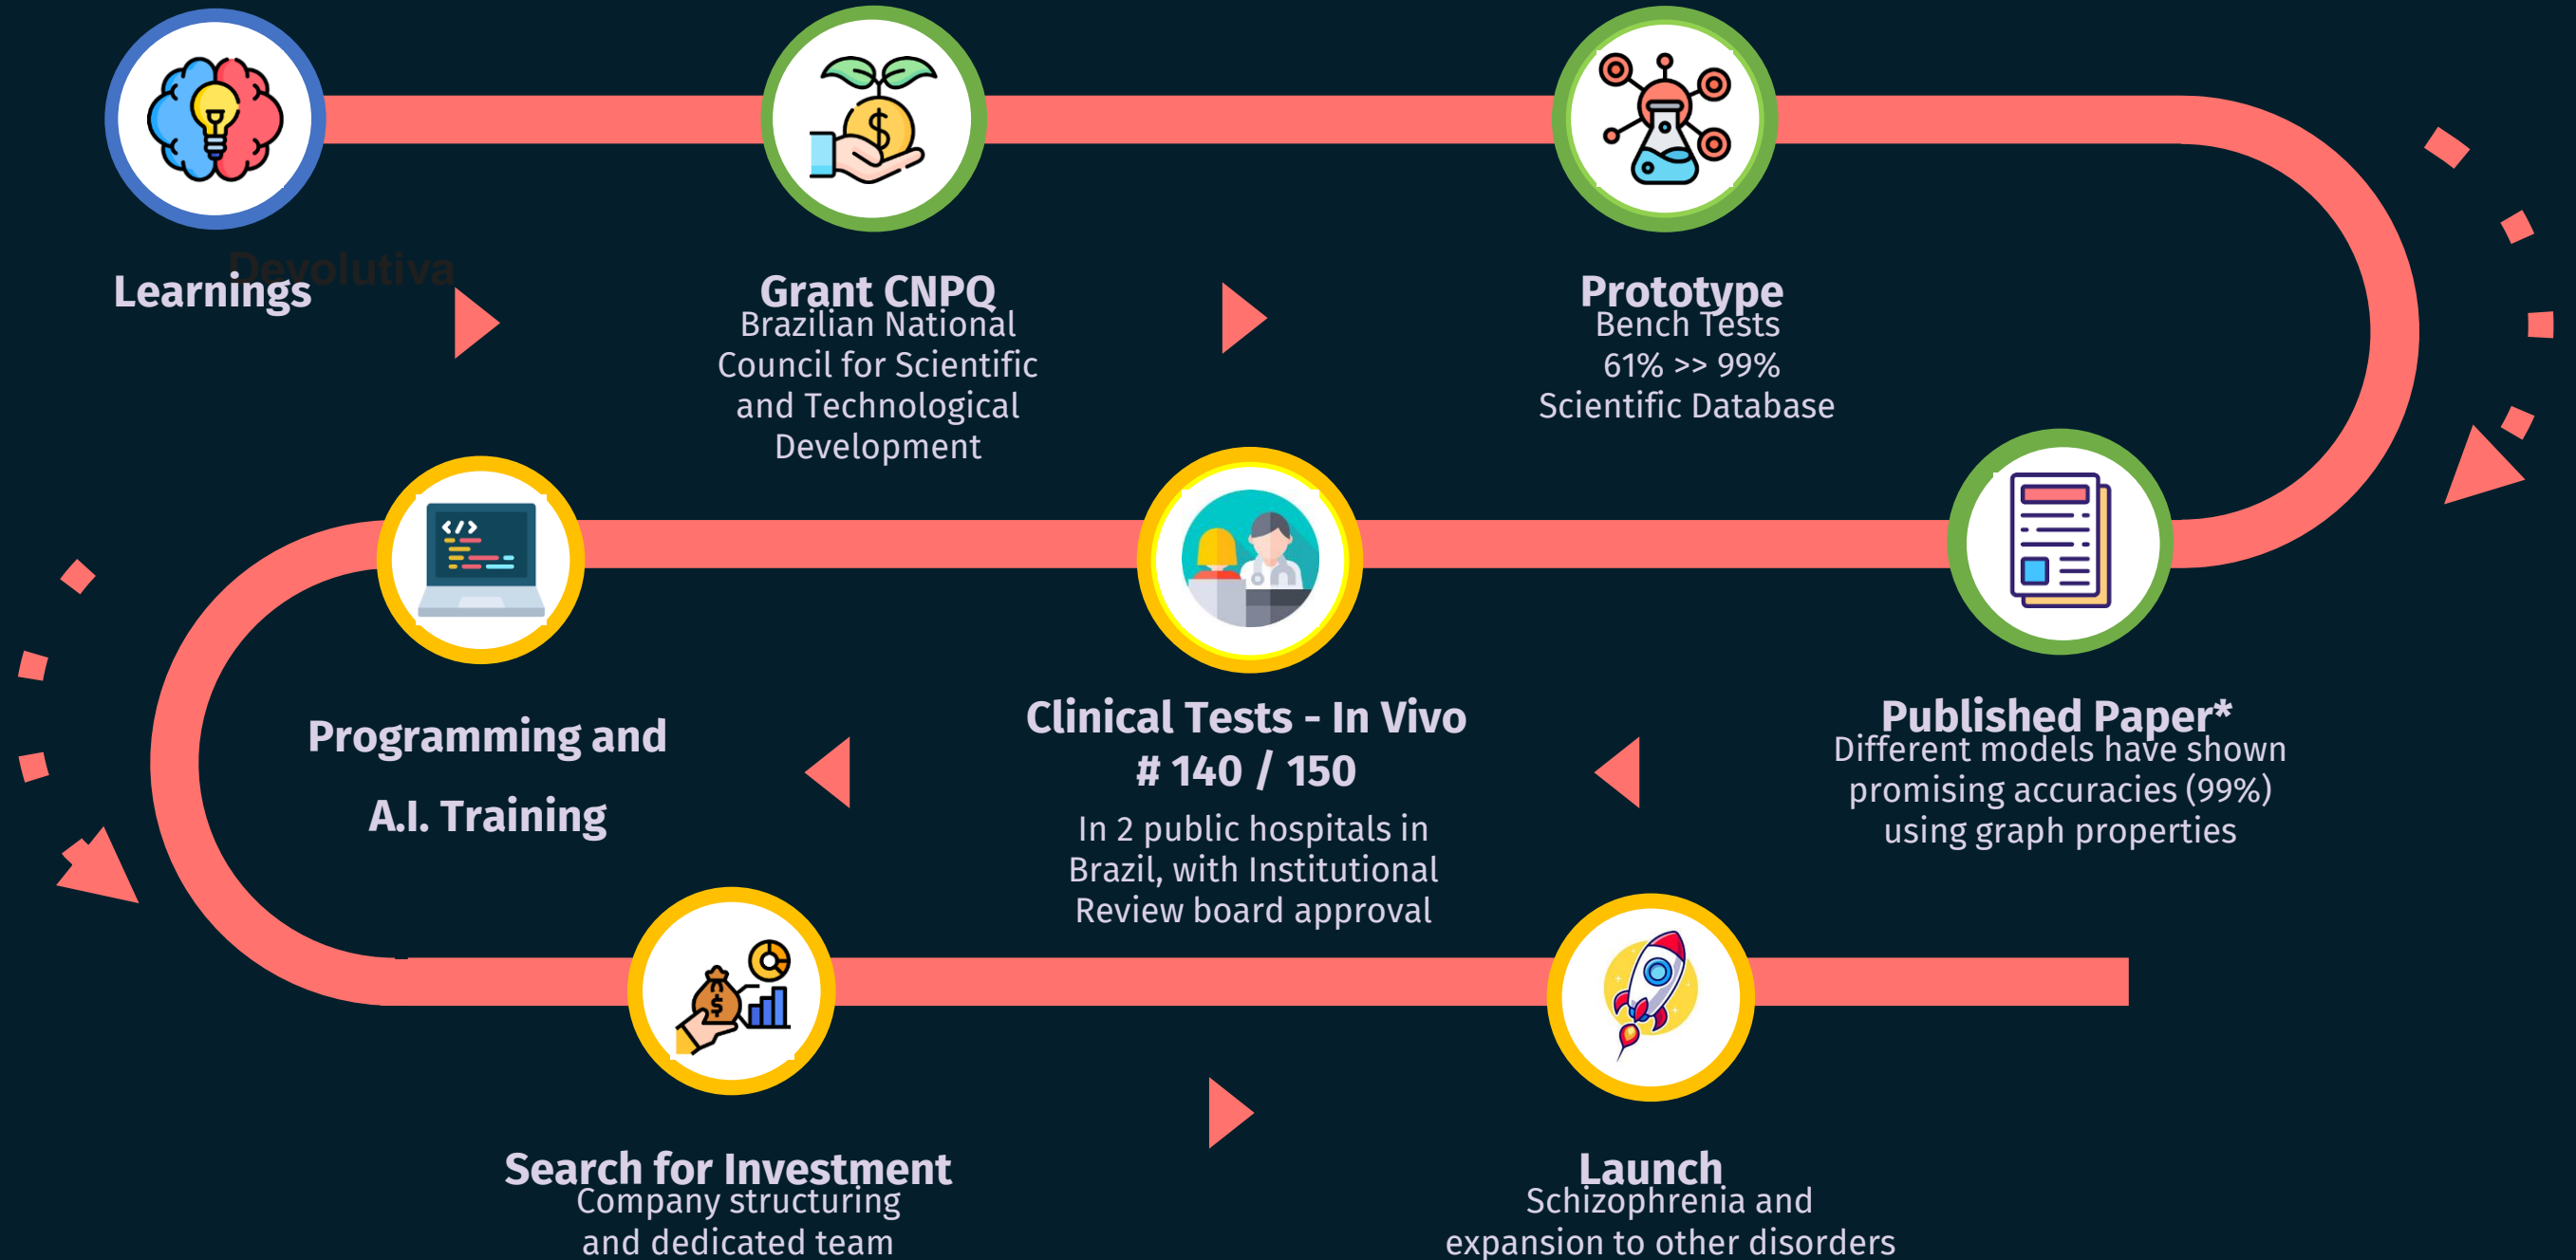 Devolutiva
Learnings
Grant CNPQ
Brazilian National
Council for Scientific
and Technological
Development
Prototype
Bench Tests
61% >> 99%
Scientific Database
Published Paper*
Different models have shown
promising accuracies (99%)
using graph properties
Clinical Tests - In Vivo
# 140 / 150
In 2 public hospitals in
Brazil, with Institutional
Review board approval
Programming and
A.I. Training
Search for Investment
Company structuring
and dedicated team
Launch
Schizophrenia and
expansion to other disorders